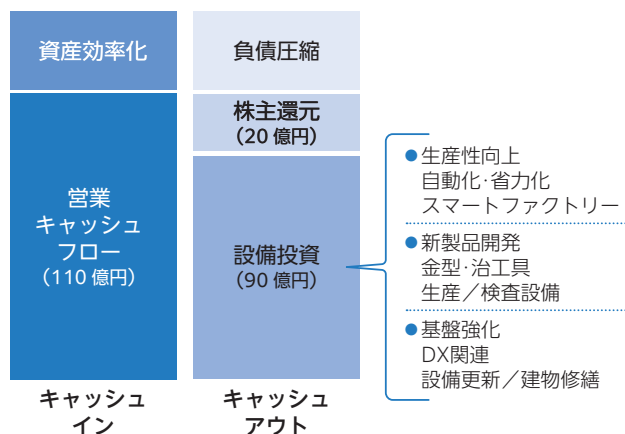 資産効率化
営業
キャッシュ
フロー
（110 億円）
キャッシュ
イン
負債圧縮
株主還元
（20 億円）
設備投資
（90 億円）
キャッシュ
アウト
●生産性向上
自動化･省力化
スマートファクトリー
●新製品開発
金型･治工具
生産／検査設備
●基盤強化
DX関連
設備更新／建物修繕